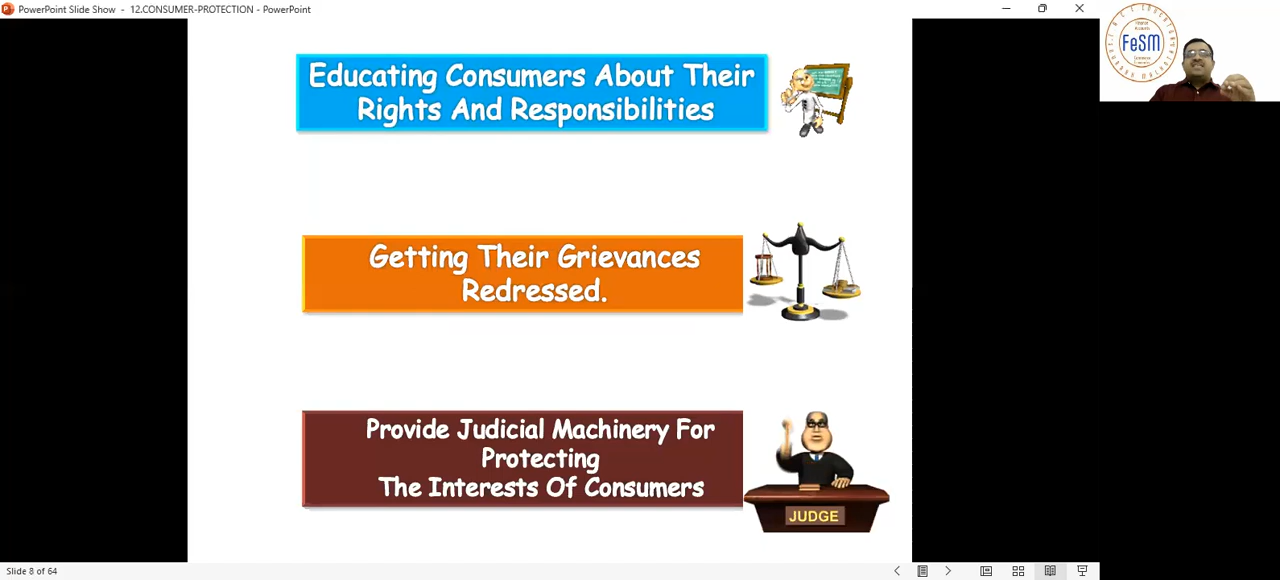 PowerPoint Slide Show - 12.CONSUMER-PROTECTION - PowerPoint
FeSM
Educating Consumers About Their
Rights And Responsibilities
Getting Their Grievances
Redressed.
Provide Judicial Machinery For
Protecting
The Interests Of Consumers
JUDGE
Slide 8 of 64